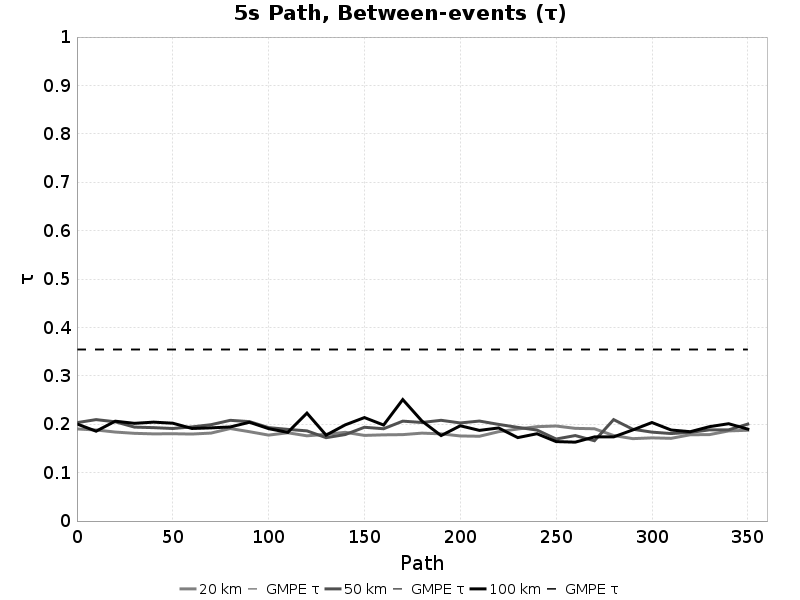 5s Path, Between-events (τ)
1
0.9
0.8
0.7
0.6
0.5
τ
0.4
0.3
0.2
0.1
0
0 50 100 150 200 250 300 350
Path
20 km GMPE τ 50 km GMPE τ 100 km GMPE τ